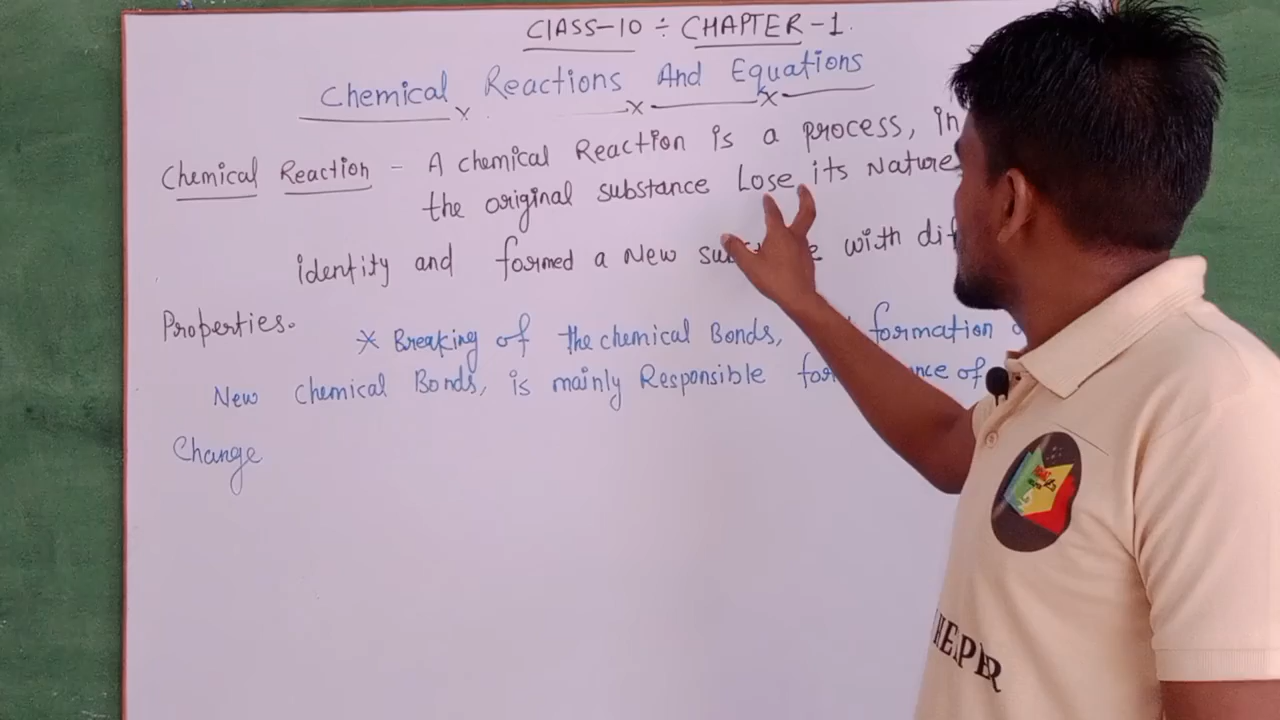 CLASS-10 ÷ CHAPTER-1.
Chemical Reactions And Equations
Chemical Reaction - A chemical Reaction is a process, in
the original substance Lose its Nature
identity and formed a New with
Properties.
* Breaking of the chemical Bonds, formation
New Chemical Bonds, is mainly Responsible for of
Change
HELPER